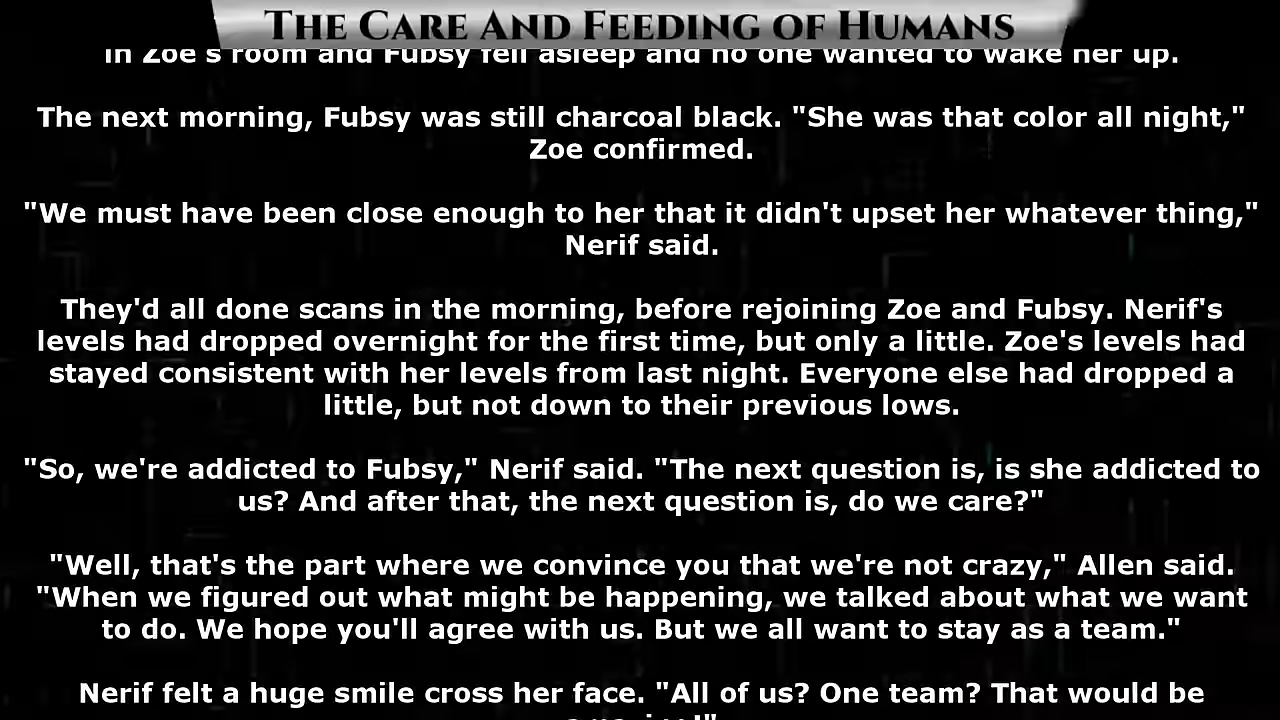 The Care And Feeding of Humans
in Zoe's room and Fubsy fell asleep and no one wanted to wake her up.
The next morning, Fubsy was still charcoal black. "She was that color all night,"
Zoe confirmed.
"We must have been close enough to her that it didn't upset her whatever thing,"
Nerif said.
They'd all done scans in the morning, before rejoining Zoe and Fubsy. Nerif's
levels had dropped overnight for the first time, but only a little. Zoe's levels had
stayed consistent with her levels from last night. Everyone else had dropped a
little, but not down to their previous lows.
"So, we're addicted to Fubsy," Nerif said. "The next question is, is she addicted to
us? And after that, the next question is, do we care?"
"Well, that's the part where we convince you that we're not crazy," Allen said.
"When we figured out what might be happening, we talked about what we want
to do. We hope you'll agree with us. But we all want to stay as a team."
Nerif felt a huge smile cross her face. "All of us? One team? That would be